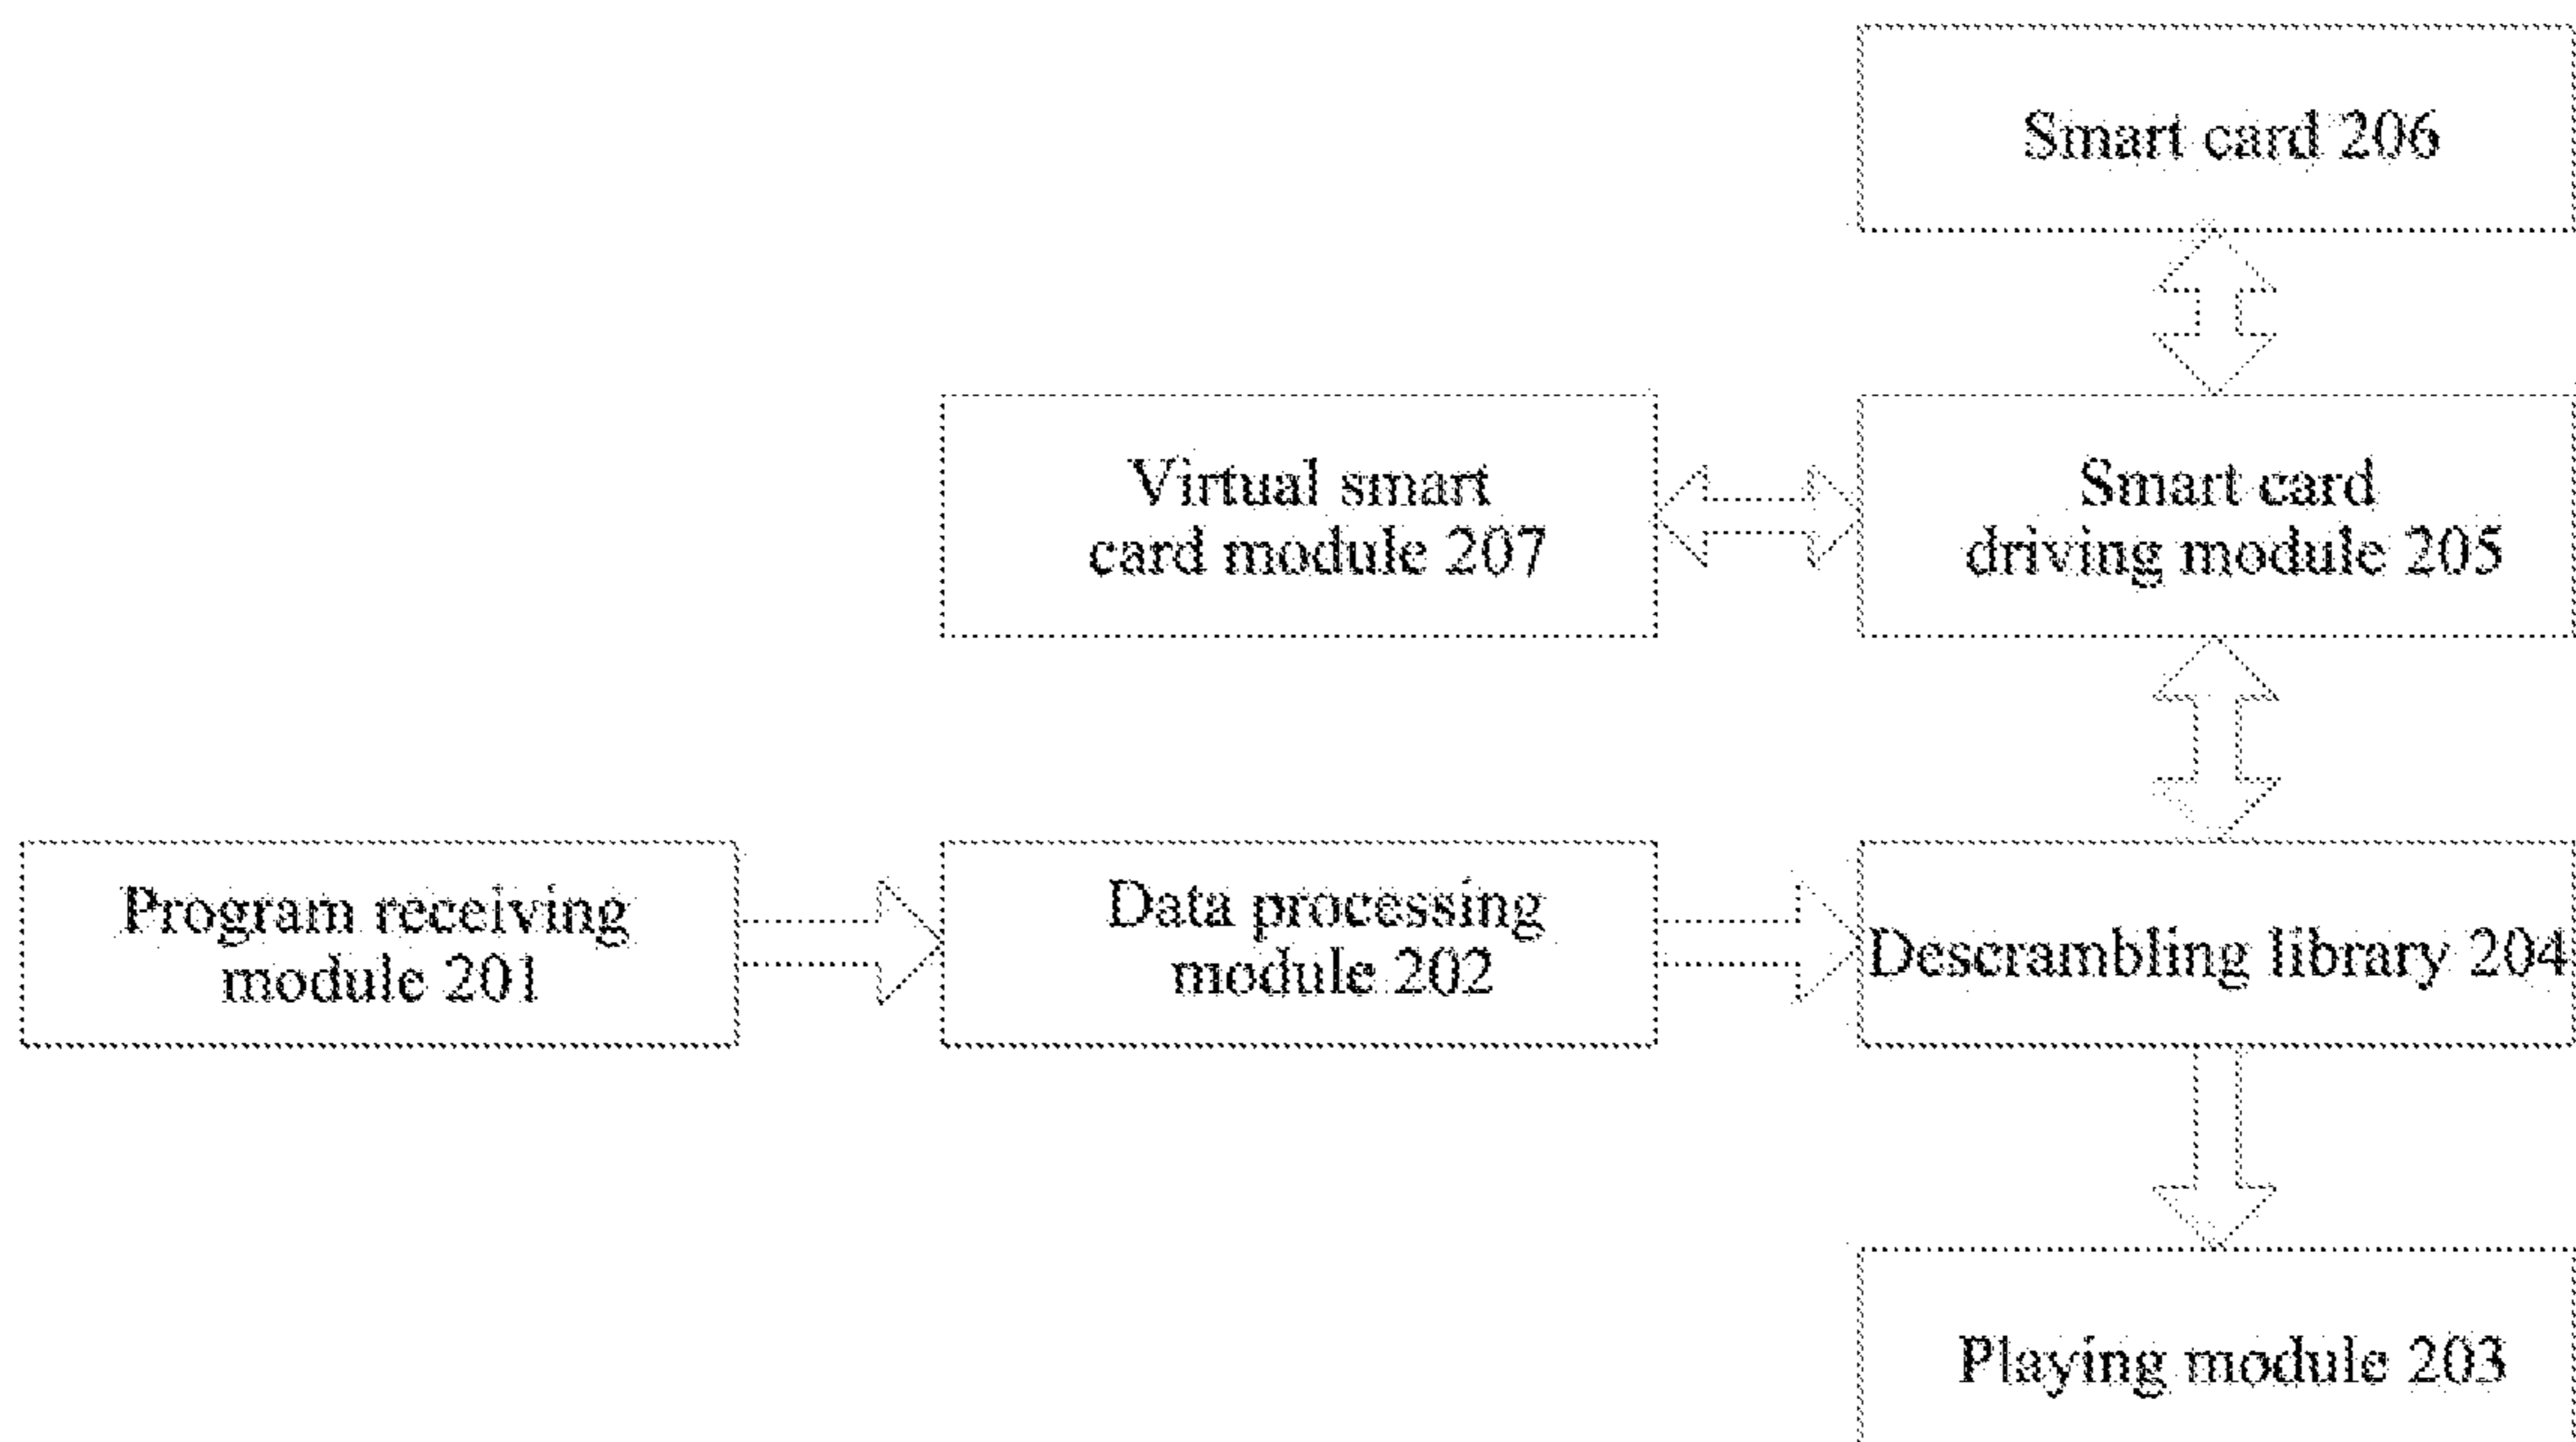 Smart card 206
Virtual smart
card module 207
Smart card
driving module 205
Program receiving
module 201
Data processing
module 202
Descrambling library 204
Playing module 203